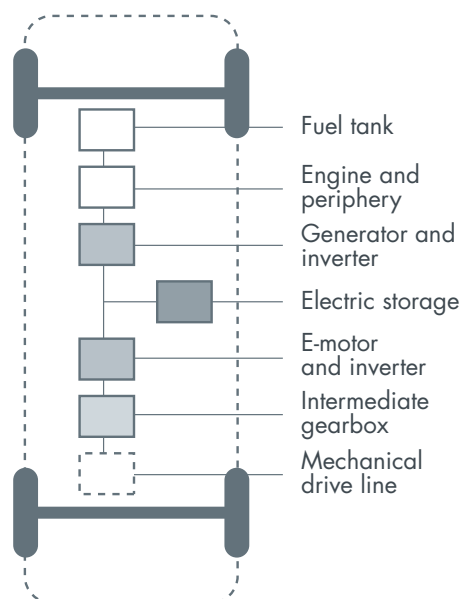 Fuel tank
Engine and
periphery
Generator and
inverter
Electric storage
E-motor
and inverter
Intermediate
gearbox
Mechanical
drive line